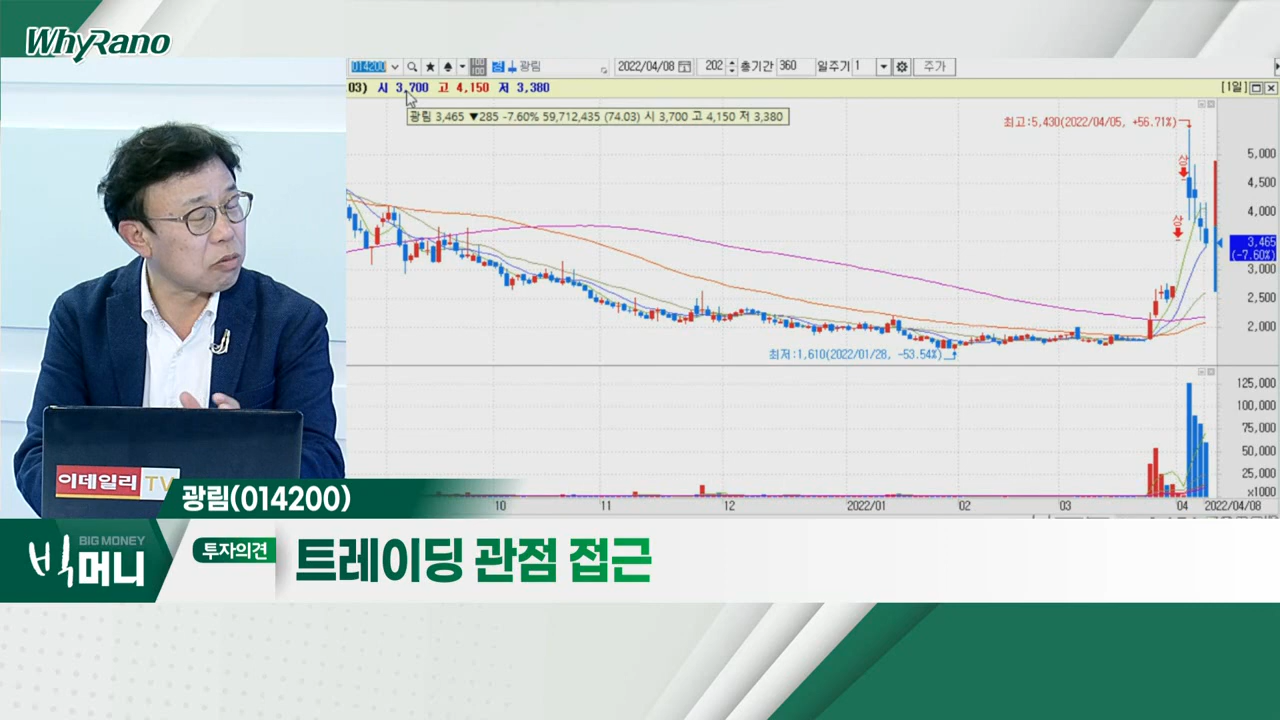 WhyRano
014200 광림 2022/04/08 202 총기간 360 일주기 1 주가
03) 시 3,700 고 4,150 저 3,380 [1일]
광림 3,465 ▼285 -7.60% 59,712,435 (74.03) 시 3,700 고 4,150 저 3,380
최고:5,430(2022/04/05, +56.71%)
5,000
상
4,500
4,000
상
3,465
(-7.60%)
3,000
2,500
2,000
최저:1,610(2022/01/28, -53.54%)
125,000
100,000
75,000
50,000
25,000
x1000
10 11 12 2022/01 02 03 04 2022/04/08
이데일리 TV
광림(014200)
BIG MONEY
빅머니
투자의견
트레이딩 관점 접근